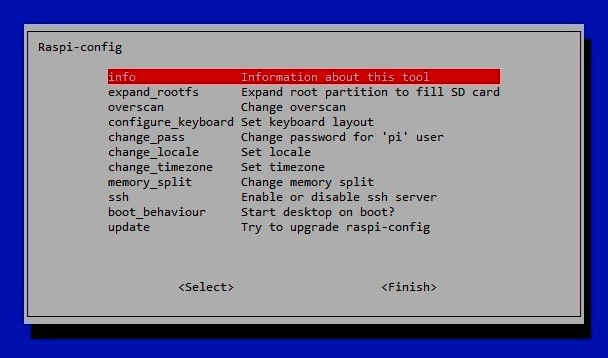 Raspi-config
info Information about this tool
expand_rootfs Expand root partition to fill SD card
overscan Change overscan
configure_keyboard Set keyboard layout
change_pass Change password for 'pi' user
change_locale Set locale
change_timezone Set timezone
memory_split Change memory split
ssh Enable or disable ssh server
boot_behaviour Start desktop on boot?
update Try to upgrade raspi-config
<Select> <Finish>